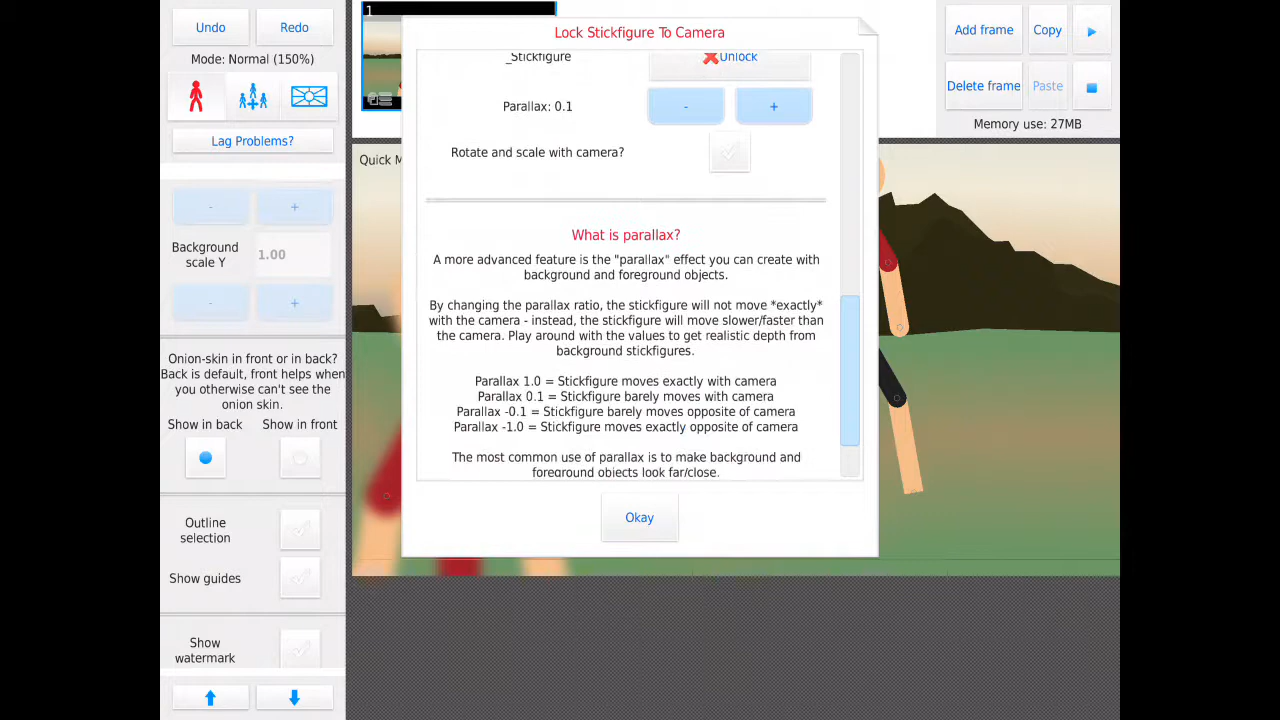 Undo
Redo
Mode: Normal (150%)
Lag Problems?
-
+
Background
scale Y
1.00
-
+
Onion-skin in front or in back?
Back is default, front helps when
you otherwise can't see the
onion skin.
Show in back
Show in front
Outline
selection
Show guides
Show
watermark
1
Quick M
Lock Stickfigure To Camera
_Stickfigure
Unlock
Parallax: 0.1
-
+
Rotate and scale with camera?
What is parallax?
A more advanced feature is the "parallax" effect you can create with
background and foreground objects.
By changing the parallax ratio, the stickfigure will not move *exactly*
with the camera - instead, the stickfigure will move slower/faster than
the camera. Play around with the values to get realistic depth from
background stickfigures.
Parallax 1.0 = Stickfigure moves exactly with camera
Parallax 0.1 = Stickfigure barely moves with camera
Parallax -0.1 = Stickfigure barely moves opposite of camera
Parallax -1.0 = Stickfigure moves exactly opposite of camera
The most common use of parallax is to make background and
foreground objects look far/close.
Okay
Add frame
Copy
Delete frame
Paste
Memory use: 27MB